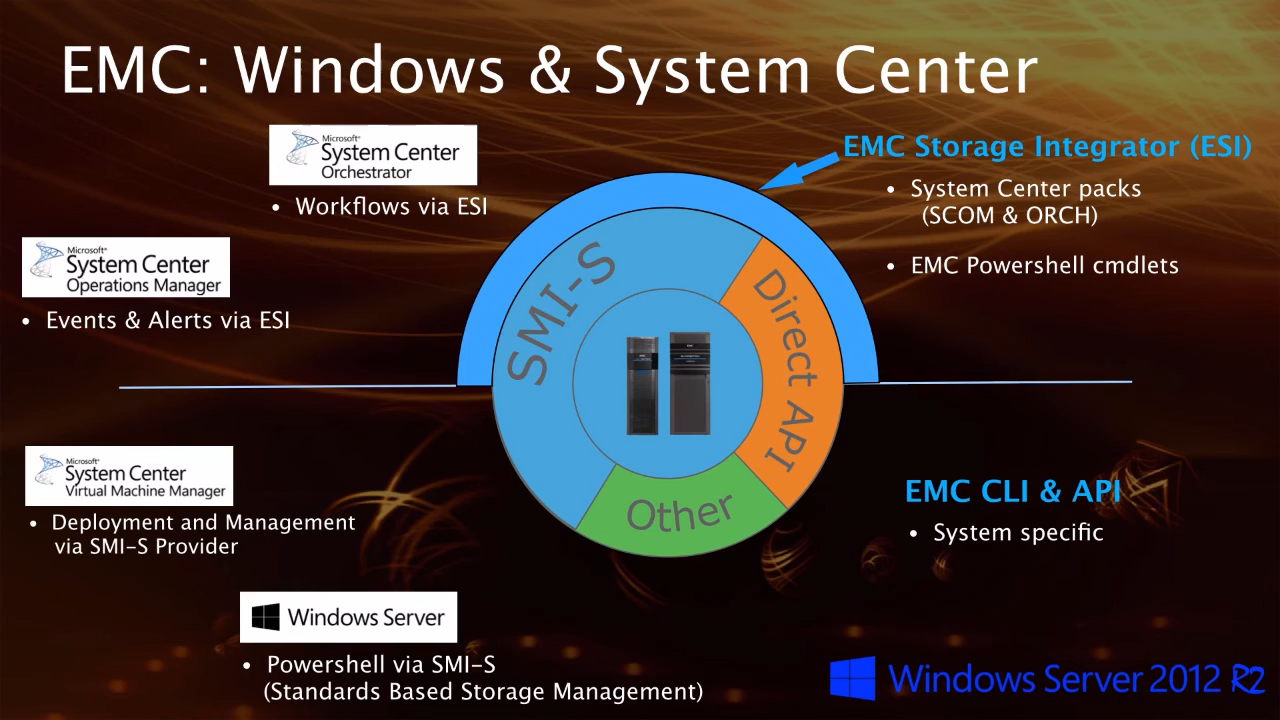 EMC: Windows & System Center
Microsoft®
System Center
Orchestrator
• Workflows via ESI
Microsoft®
System Center
Operations Manager
• Events & Alerts via ESI
EMC Storage Integrator (ESI)
• System Center packs
(SCOM & ORCH)
• EMC Powershell cmdlets
SMI-S
Direct API
Other
Microsoft®
System Center
Virtual Machine Manager
• Deployment and Management
via SMI-S Provider
EMC CLI & API
• System specific
Windows Server
• Powershell via SMI-S
(Standards Based Storage Management)
Windows Server 2012 R2